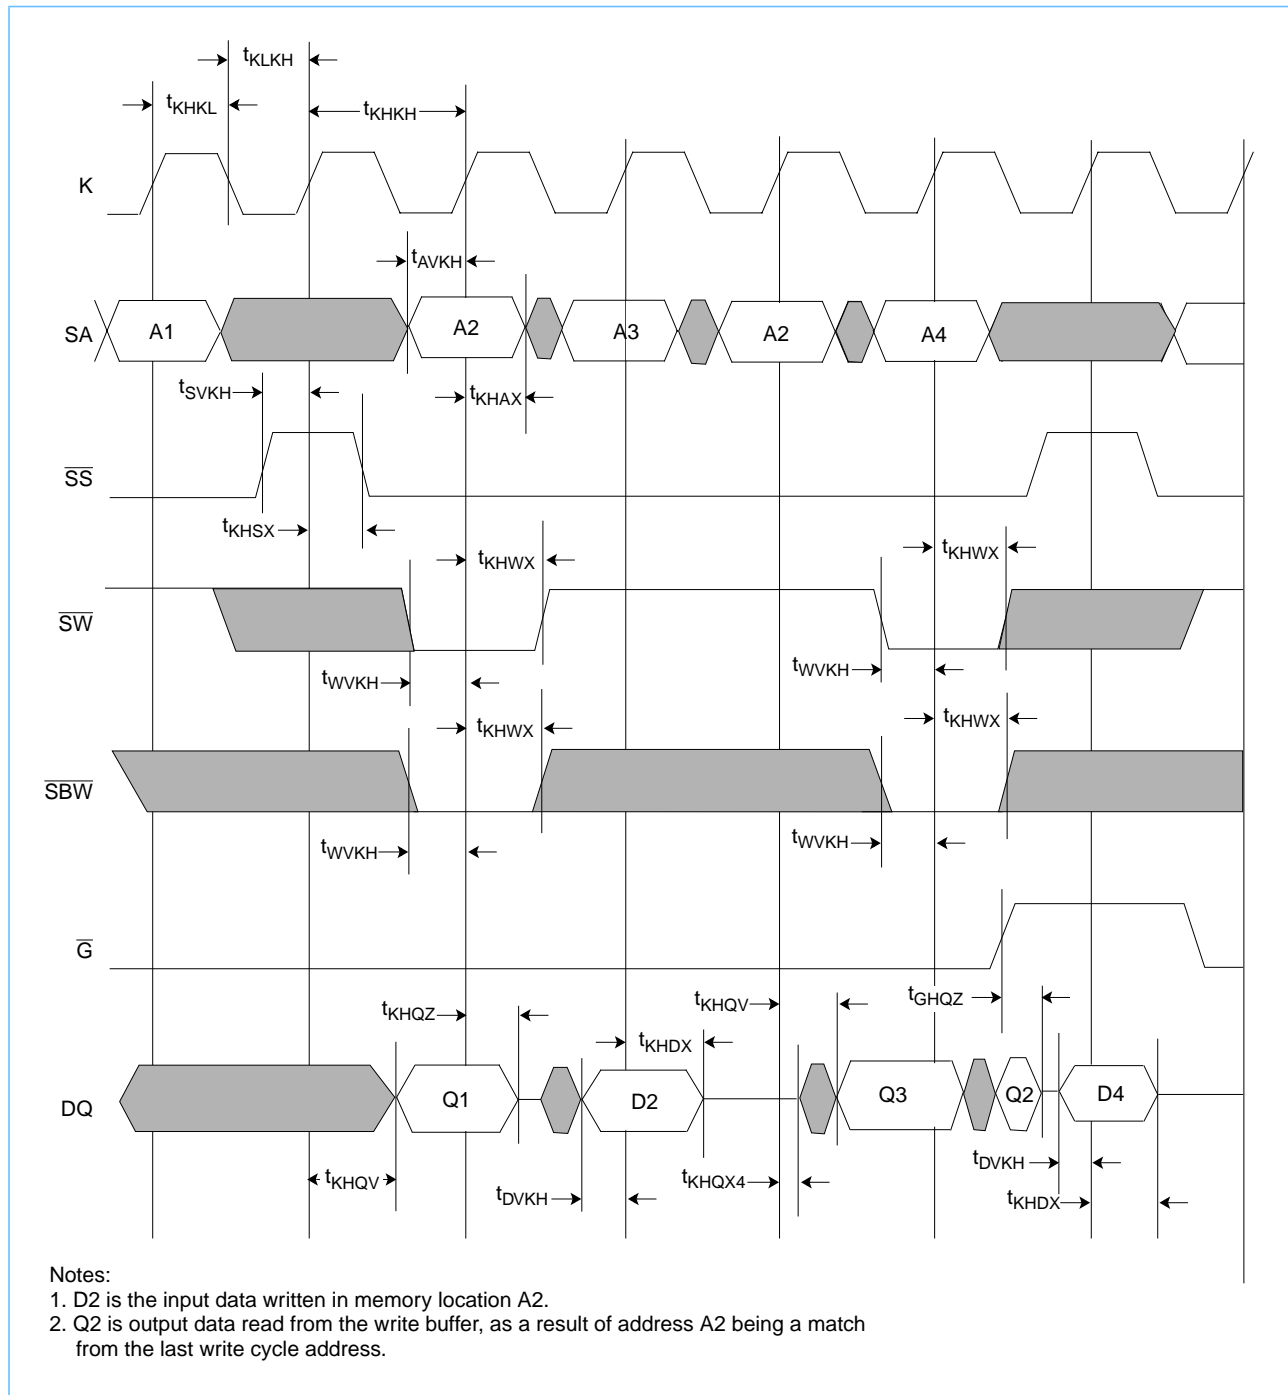 tKLKH
tKHKL
tKHKH
K
tAVKH
SA
A1
A2
A3
A2
A4
tSVKH
tKHAX
SS
tKHSX
tKHWX
tKHWX
SW
tWVKH
tWVKH
tKHWX
tKHWX
SBW
tWVKH
tWVKH
G
tKHQZ
tKHQV
tGHQZ
tKHDX
DQ
Q1
D2
Q3
Q2
D4
tKHQV
tDVKH
tKHQX4
tDVKH
tKHDX
Notes:
1. D2 is the input data written in memory location A2.
2. Q2 is output data read from the write buffer, as a result of address A2 being a match
from the last write cycle address.